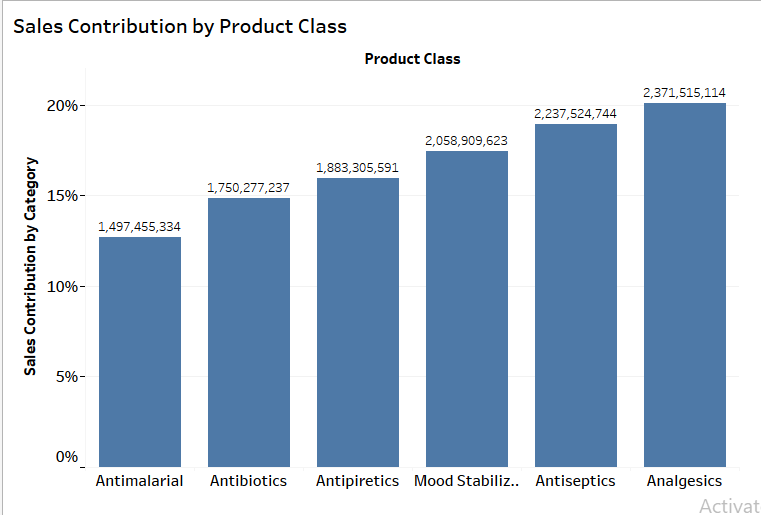 Sales Contribution by Product Class
Product Class
Sales Contribution by Category
20%
15%
10%
5%
0%
1,497,455,334
1,750,277,237
1,883,305,591
2,058,909,623
2,237,524,744
2,371,515,114
Antimalarial
Antibiotics
Antipiretics
Mood Stabiliz..
Antiseptics
Analgesics
Activat